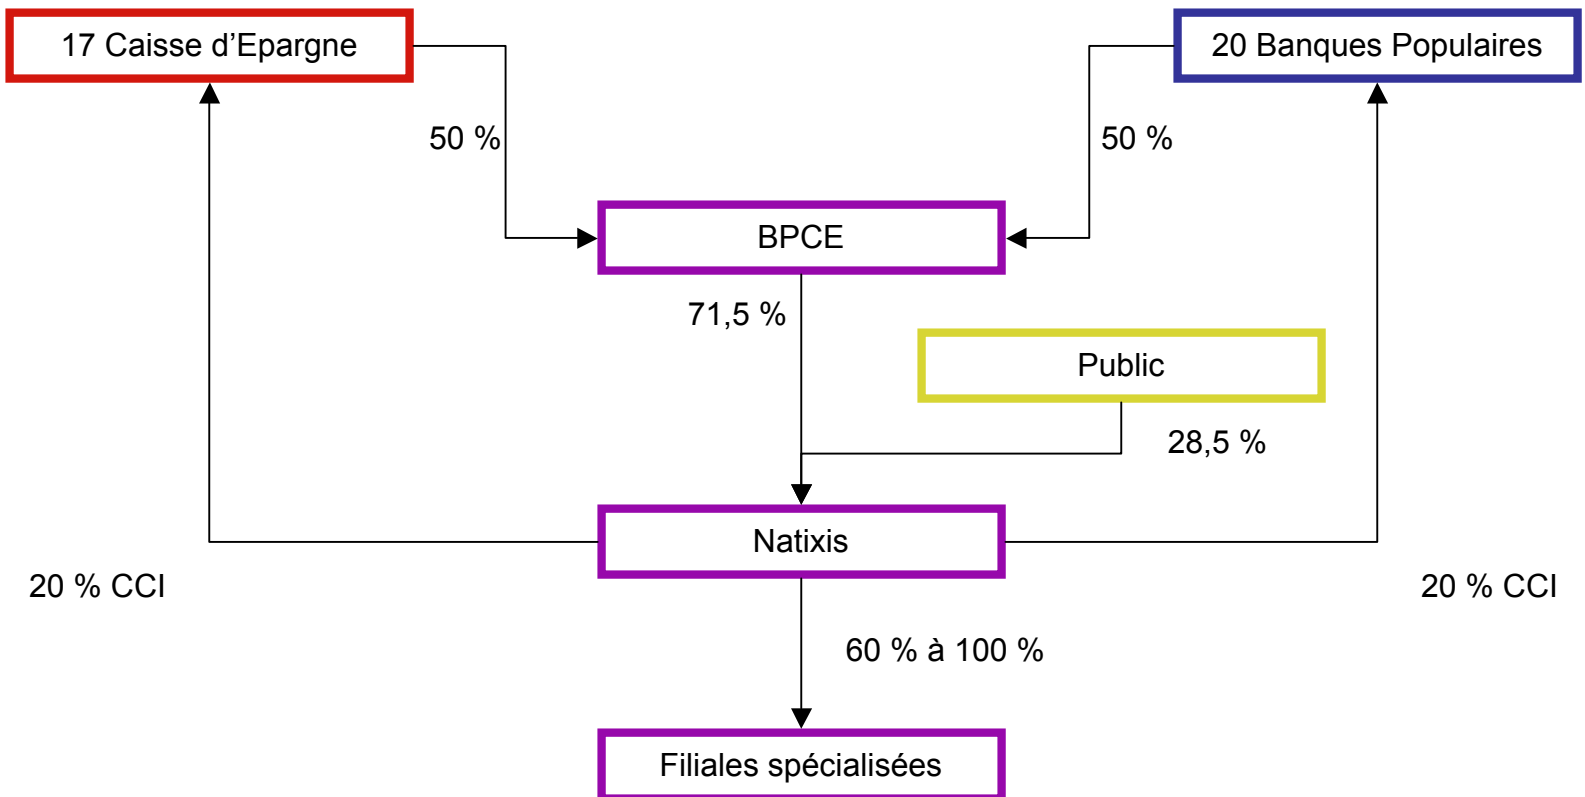 17 Caisse d’Epargne
20 Banques Populaires
50 %
50 %
BPCE
71,5 %
Public
28,5 %
Natixis
20 % CCI
20 % CCI
60 % à 100 %
Filiales spécialisées